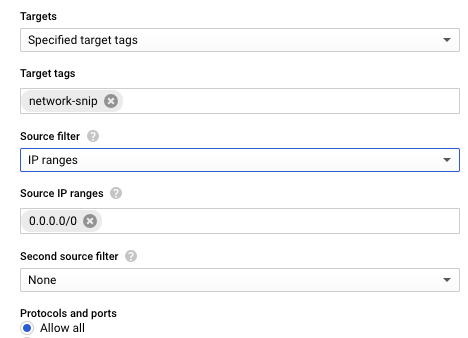 Targets
Specified target tags
Target tags
network-snip
Source filter
IP ranges
Source IP ranges
0.0.0.0/0
Second source filter
None
Protocols and ports
Allow all